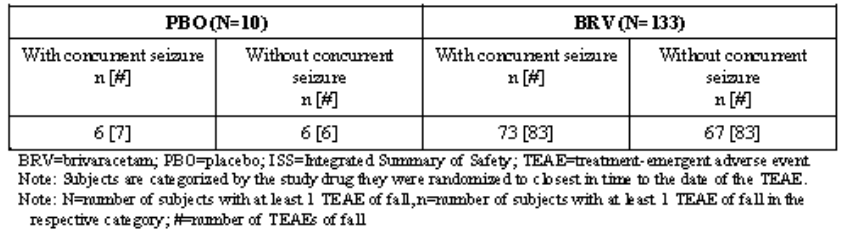 PBO (N=10) BRV (N=133)
With concurrent seizure n [#] Without concurrent seizure n [#] With concurrent seizure n [#] Without concurrent seizure n [#]
6 [7] 6 [6] 73 [83] 67 [83]
BRV=brivaracetam; PBO=placebo; ISS=Integrated Summary of Safety; TEAE=treatment-emergent adverse event
Note: Subjects are categorized by the study drug they were randomized to closest in time to the date of the TEAE.
Note: N=number of subjects with at least 1 TEAE of fall,n=number of subjects with at least 1 TEAE of fall in the
respective category; #=number of TEAEs of fall